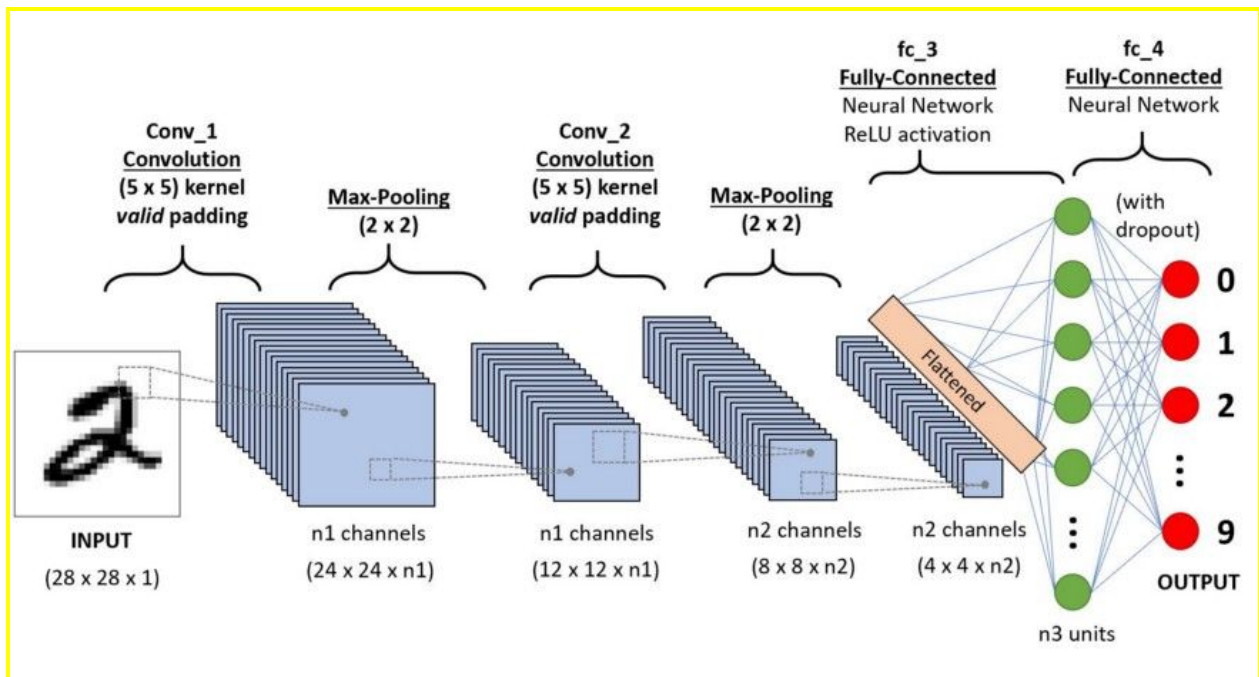 Conv_1
Convolution
(5 x 5) kernel
valid padding
Max-Pooling
(2 x 2)
Conv_2
Convolution
(5 x 5) kernel
valid padding
Max-Pooling
(2 x 2)
fc_3
Fully-Connected
Neural Network
ReLU activation
fc_4
Fully-Connected
Neural Network
(with
dropout)
Flattened
0
1
2
9
OUTPUT
2
INPUT
(28 x 28 x 1)
n1 channels
(24 x 24 x n1)
n1 channels
(12 x 12 x n1)
n2 channels
(8 x 8 x n2)
n2 channels
(4 x 4 x n2)
n3 units